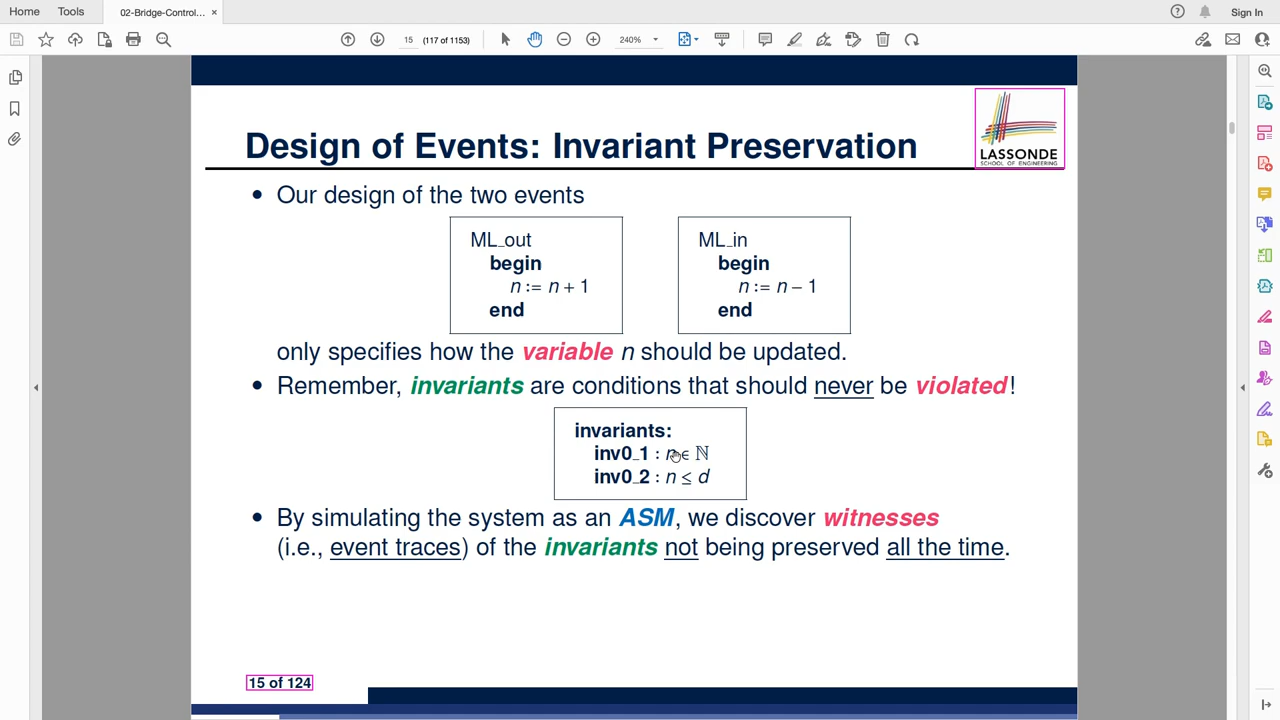 Home
Tools
02-Bridge-Control...
×
Sign In
15
(117 of 1153)
240%
LASSONDE
SCHOOL OF ENGINEERING
Design of Events: Invariant Preservation
• Our design of the two events
ML_out
begin
n := n + 1
end
ML_in
begin
n := n − 1
end
only specifies how the variable n should be updated.
• Remember, invariants are conditions that should never be violated!
invariants:
inv0_1 : n ∈ ℕ
inv0_2 : n ≤ d
• By simulating the system as an ASM, we discover witnesses
(i.e., event traces) of the invariants not being preserved all the time.
15 of 124